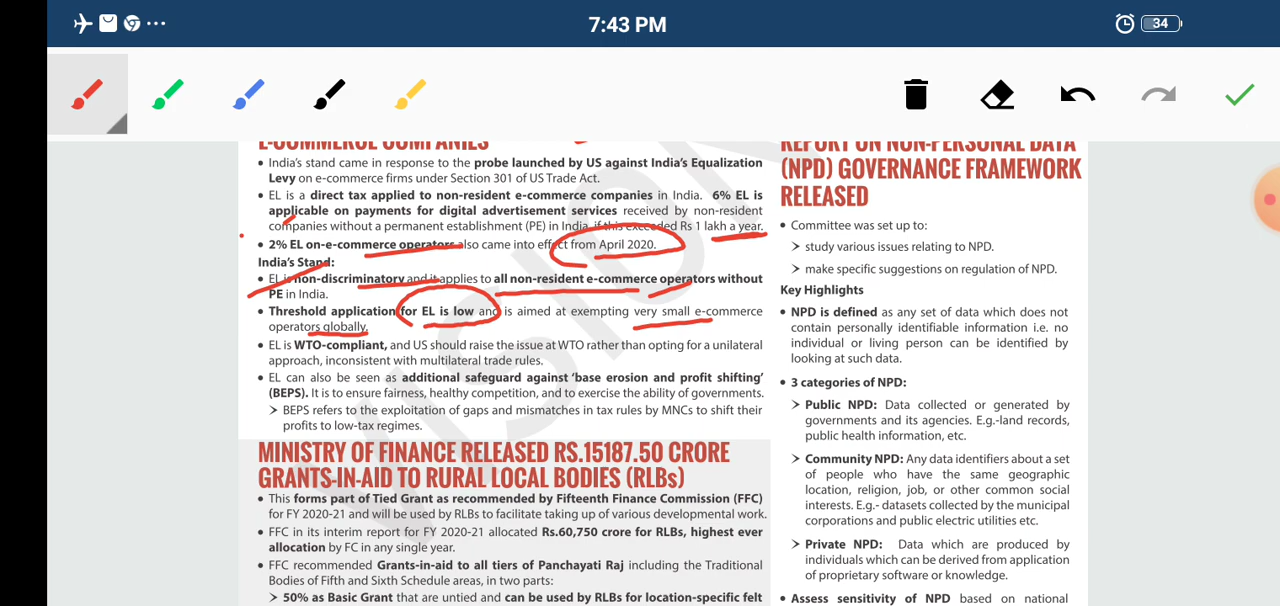 7:43 PM
34
E-COMMERCE COMPANIES
• India's stand came in response to the probe launched by US against India's Equalization
Levy on e-commerce firms under Section 301 of US Trade Act.
• EL is a direct tax applied to non-resident e-commerce companies in India. 6% EL is
applicable on payments for digital advertisement services received by non-resident
companies without a permanent establishment (PE) in India, if this exceeded Rs 1 lakh a year.
• 2% EL on-e-commerce operators also came into effect from April 2020.
India's Stand:
• EL is non-discriminatory and it applies to all non-resident e-commerce operators without
PE in India.
• Threshold application for EL is low and is aimed at exempting very small e-commerce
operators globally.
• EL is WTO-compliant, and US should raise the issue at WTO rather than opting for a unilateral
approach, inconsistent with multilateral trade rules.
• EL can also be seen as additional safeguard against 'base erosion and profit shifting'
(BEPS). It is to ensure fairness, healthy competition, and to exercise the ability of governments.
➢ BEPS refers to the exploitation of gaps and mismatches in tax rules by MNCs to shift their
profits to low-tax regimes.
MINISTRY OF FINANCE RELEASED RS.15187.50 CRORE
GRANTS-IN-AID TO RURAL LOCAL BODIES (RLBs)
• This forms part of Tied Grant as recommended by Fifteenth Finance Commission (FFC)
for FY 2020-21 and will be used by RLBs to facilitate taking up of various developmental work.
• FFC in its interim report for FY 2020-21 allocated Rs.60,750 crore for RLBs, highest ever
allocation by FC in any single year.
• FFC recommended Grants-in-aid to all tiers of Panchayati Raj including the Traditional
Bodies of Fifth and Sixth Schedule areas, in two parts:
➢ 50% as Basic Grant that are untied and can be used by RLBs for location-specific felt
REPORT ON NON-PERSONAL DATA
(NPD) GOVERNANCE FRAMEWORK
RELEASED
• Committee was set up to:
➢ study various issues relating to NPD.
➢ make specific suggestions on regulation of NPD.
Key Highlights
• NPD is defined as any set of data which does not
contain personally identifiable information i.e. no
individual or living person can be identified by
looking at such data.
• 3 categories of NPD:
➢ Public NPD: Data collected or generated by
governments and its agencies. E.g.-land records,
public health information, etc.
➢ Community NPD: Any data identifiers about a set
of people who have the same geographic
location, religion, job, or other common social
interests. E.g.- datasets collected by the municipal
corporations and public electric utilities etc.
➢ Private NPD: Data which are produced by
individuals which can be derived from application
of proprietary software or knowledge.
• Assess sensitivity of NPD based on national
VISION